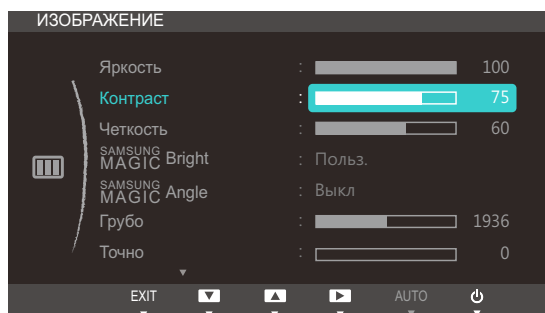 ИЗОБРАЖЕНИЕ
Яркость : 100
Контраст : 75
Четкость : 60
SAMSUNG MAGIC Bright : Польз.
SAMSUNG MAGIC Angle : Выкл
Грубо : 1936
Точно : 0
EXIT AUTO